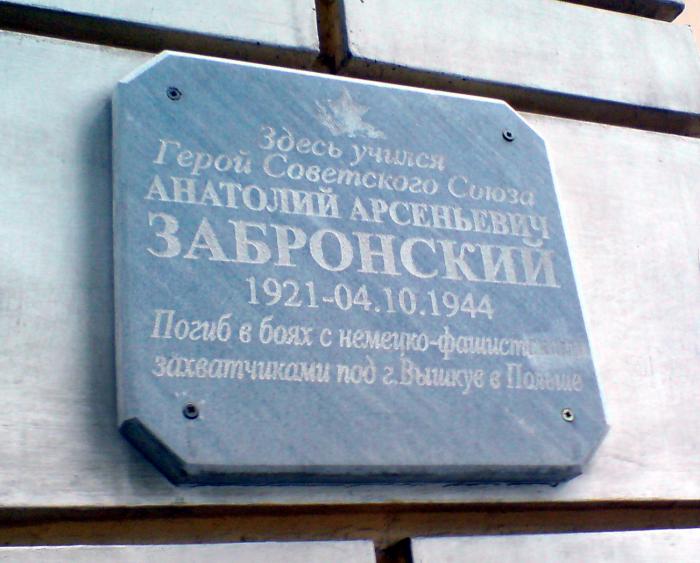 Здесь учился
Герой Советского Союза
АНАТОЛИЙ АРСЕНЬЕВИЧ
ЗАБРОНСКИЙ
1921-04.10.1944
Погиб в боях с немецко-фашистскими
захватчиками под г.Вышкув в Польше